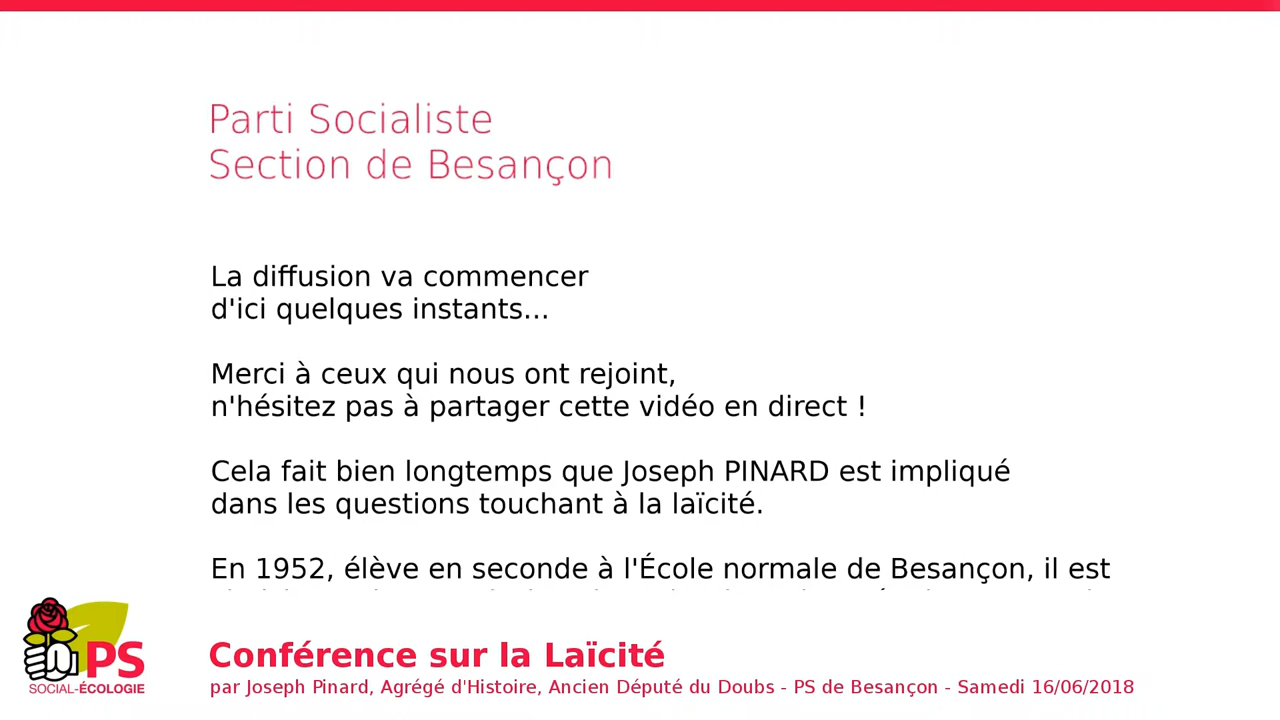 Parti Socialiste
Section de Besançon
La diffusion va commencer
d'ici quelques instants...
Merci à ceux qui nous ont rejoint,
n'hésitez pas à partager cette vidéo en direct !
Cela fait bien longtemps que Joseph PINARD est impliqué
dans les questions touchant à la laïcité.
En 1952, élève en seconde à l'École normale de Besançon, il est
PS
SOCIAL-ÉCOLOGIE
Conférence sur la Laïcité
par Joseph Pinard, Agrégé d'Histoire, Ancien Député du Doubs - PS de Besançon - Samedi 16/06/2018